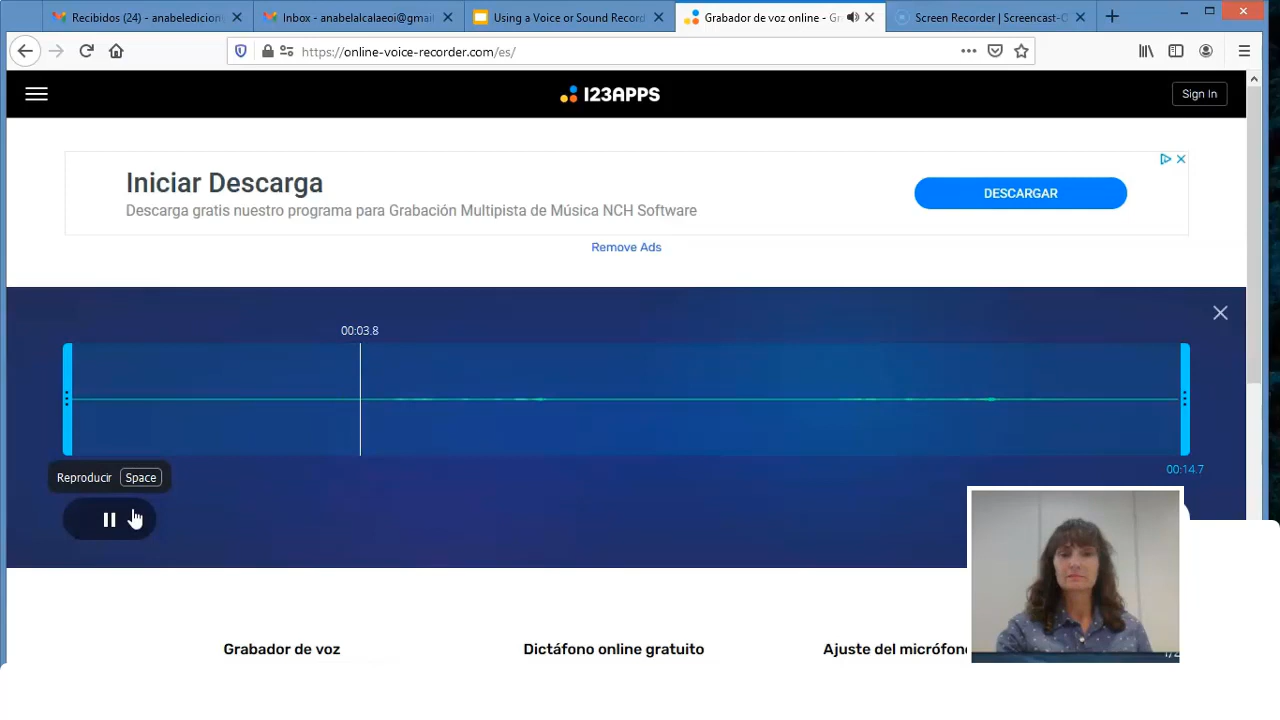 Recibidos (24) - anabeledicion
Inbox - anabelalcalaeoi@gmai
Using a Voice or Sound Record
Grabador de voz online - Gr
Screen Recorder | Screencast-O
https://online-voice-recorder.com/es/
123APPS
Sign In
Iniciar Descarga
Descarga gratis nuestro programa para Grabación Multipista de Música NCH Software
DESCARGAR
Remove Ads
00:03.8
00:14.7
Reproducir Space
Grabador de voz
Dictáfono online gratuito
Ajuste del micrófono